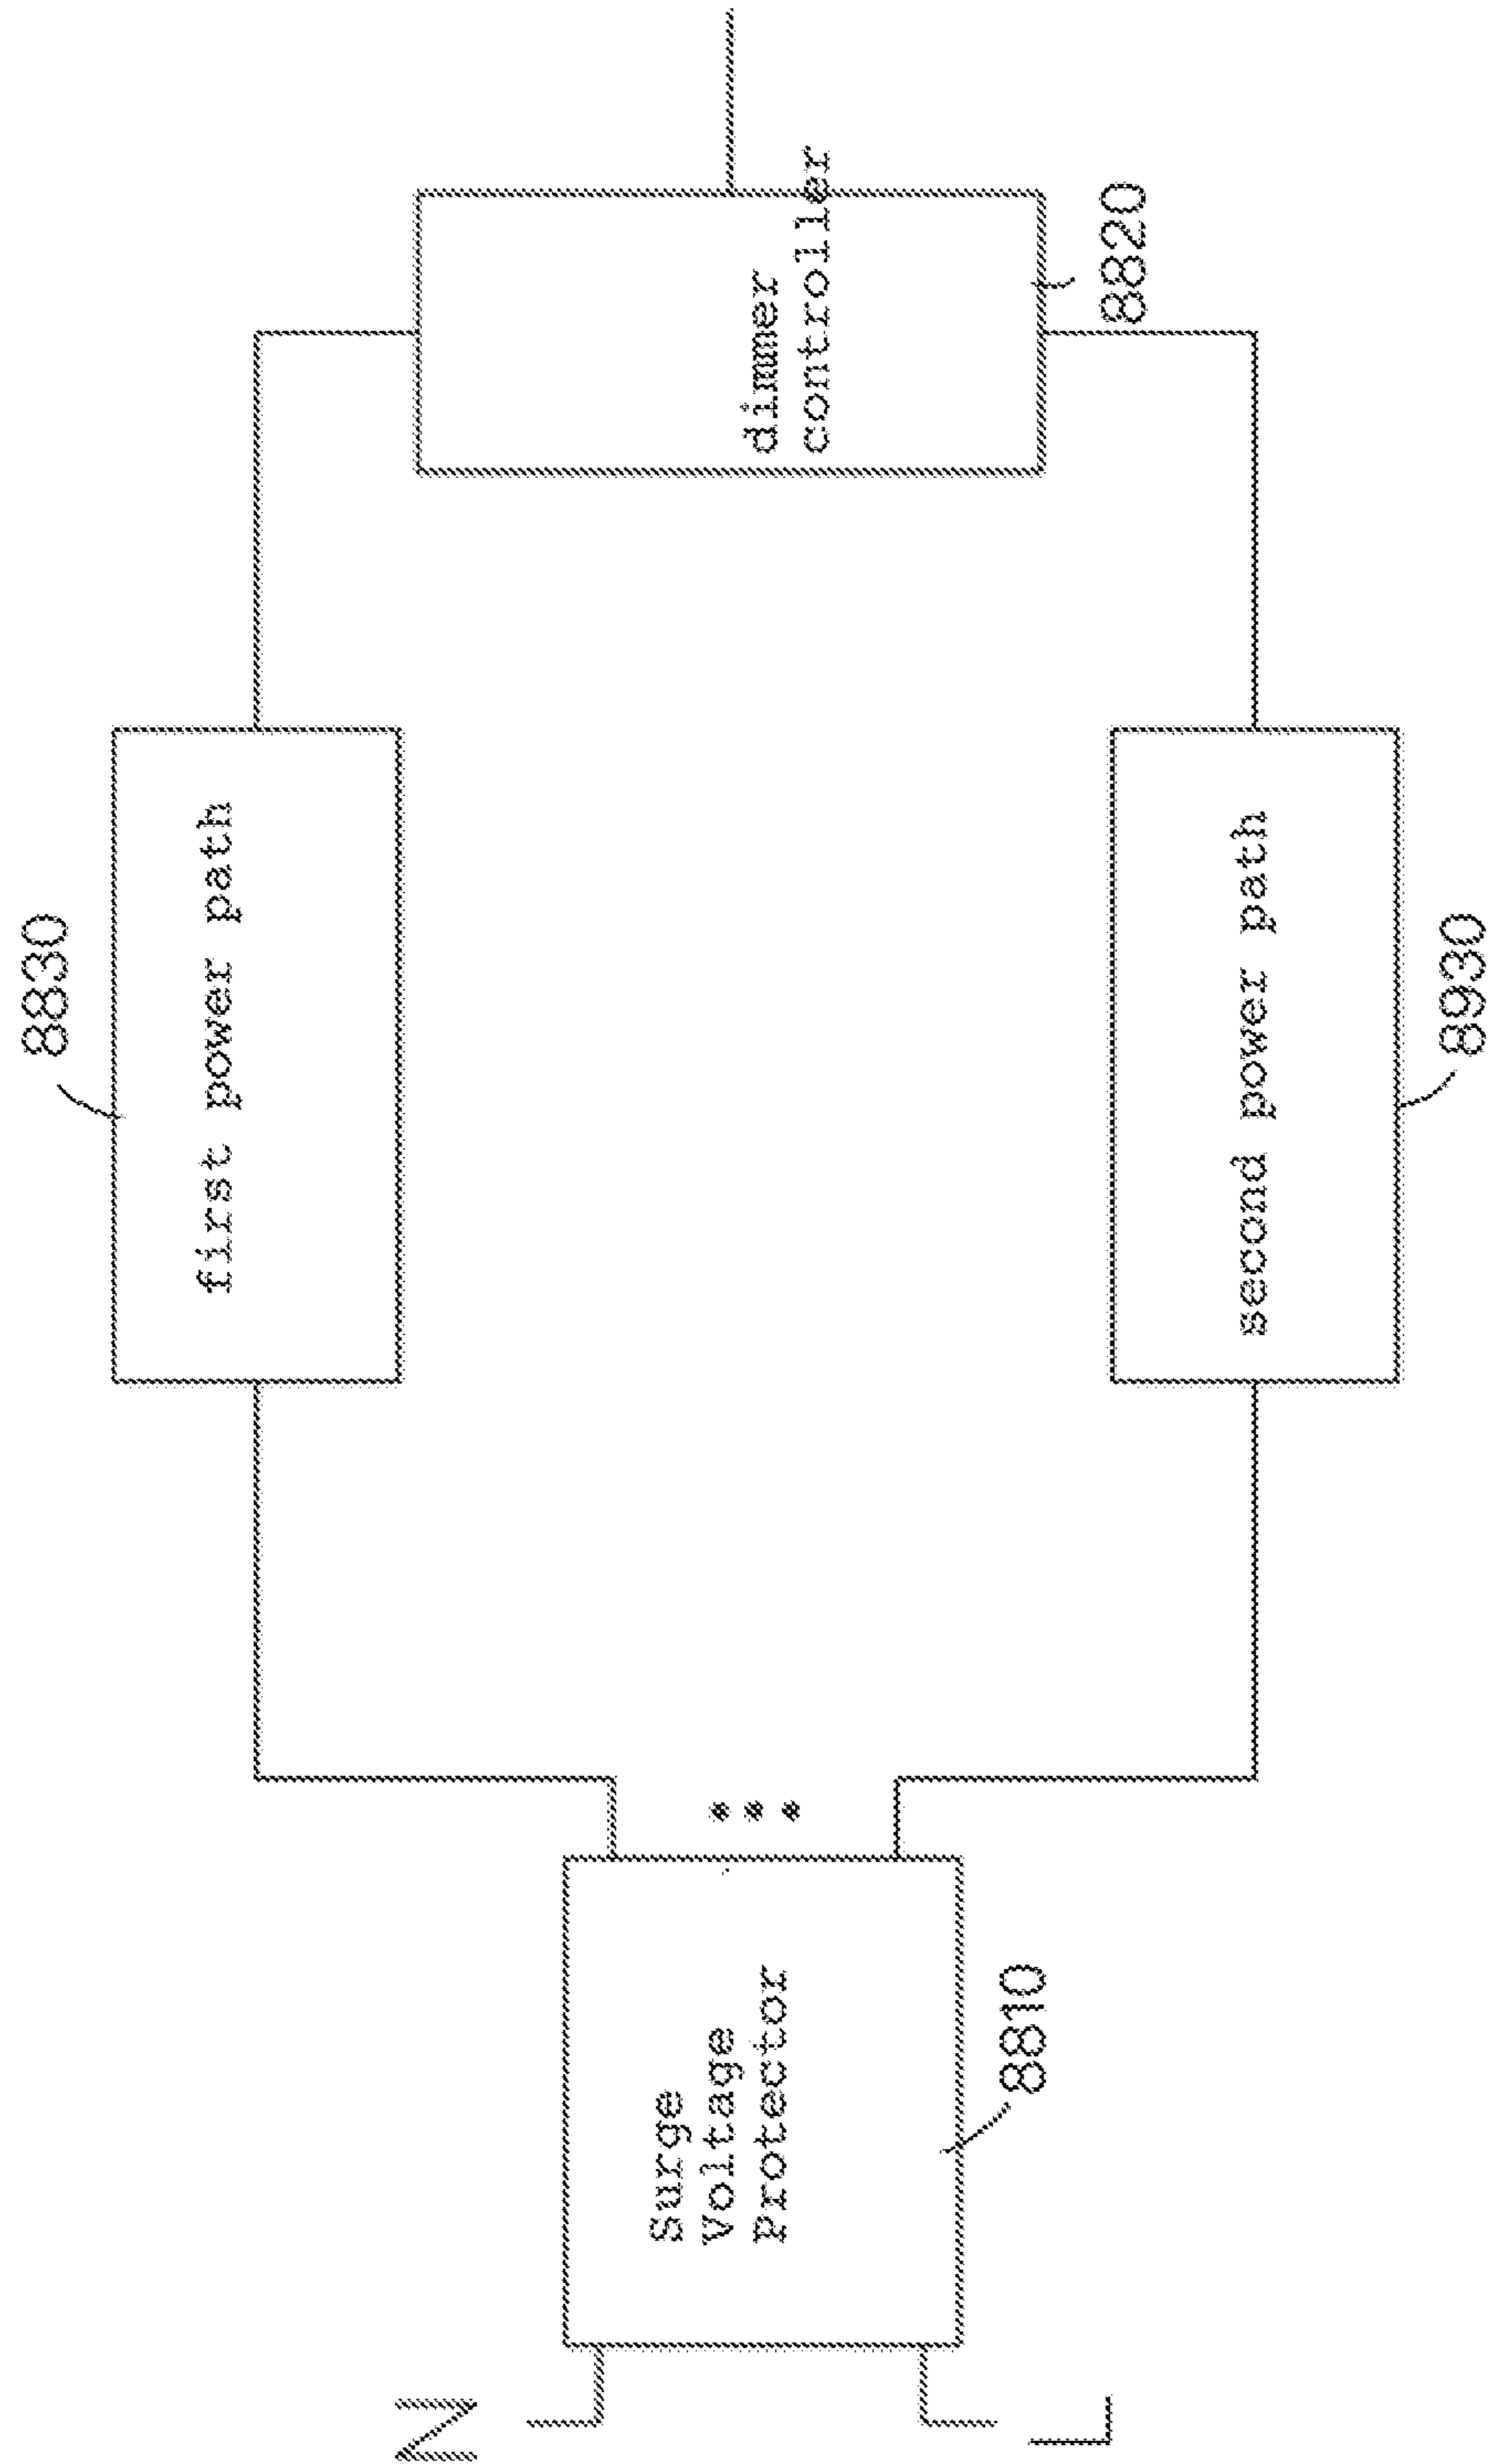 8830
first power path
dimmer
controller
8820
N
Surge
Voltage
Protector
8810
L
second power path
8930